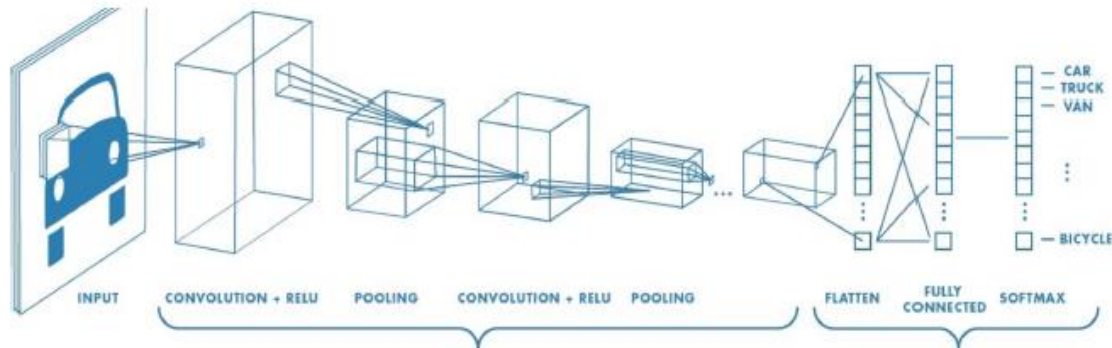 CAR
TRUCK
VAN
BICYCLE
INPUT
CONVOLUTION + RELU
POOLING
CONVOLUTION + RELU
POOLING
FLATTEN
FULLY
CONNECTED
SOFTMAX